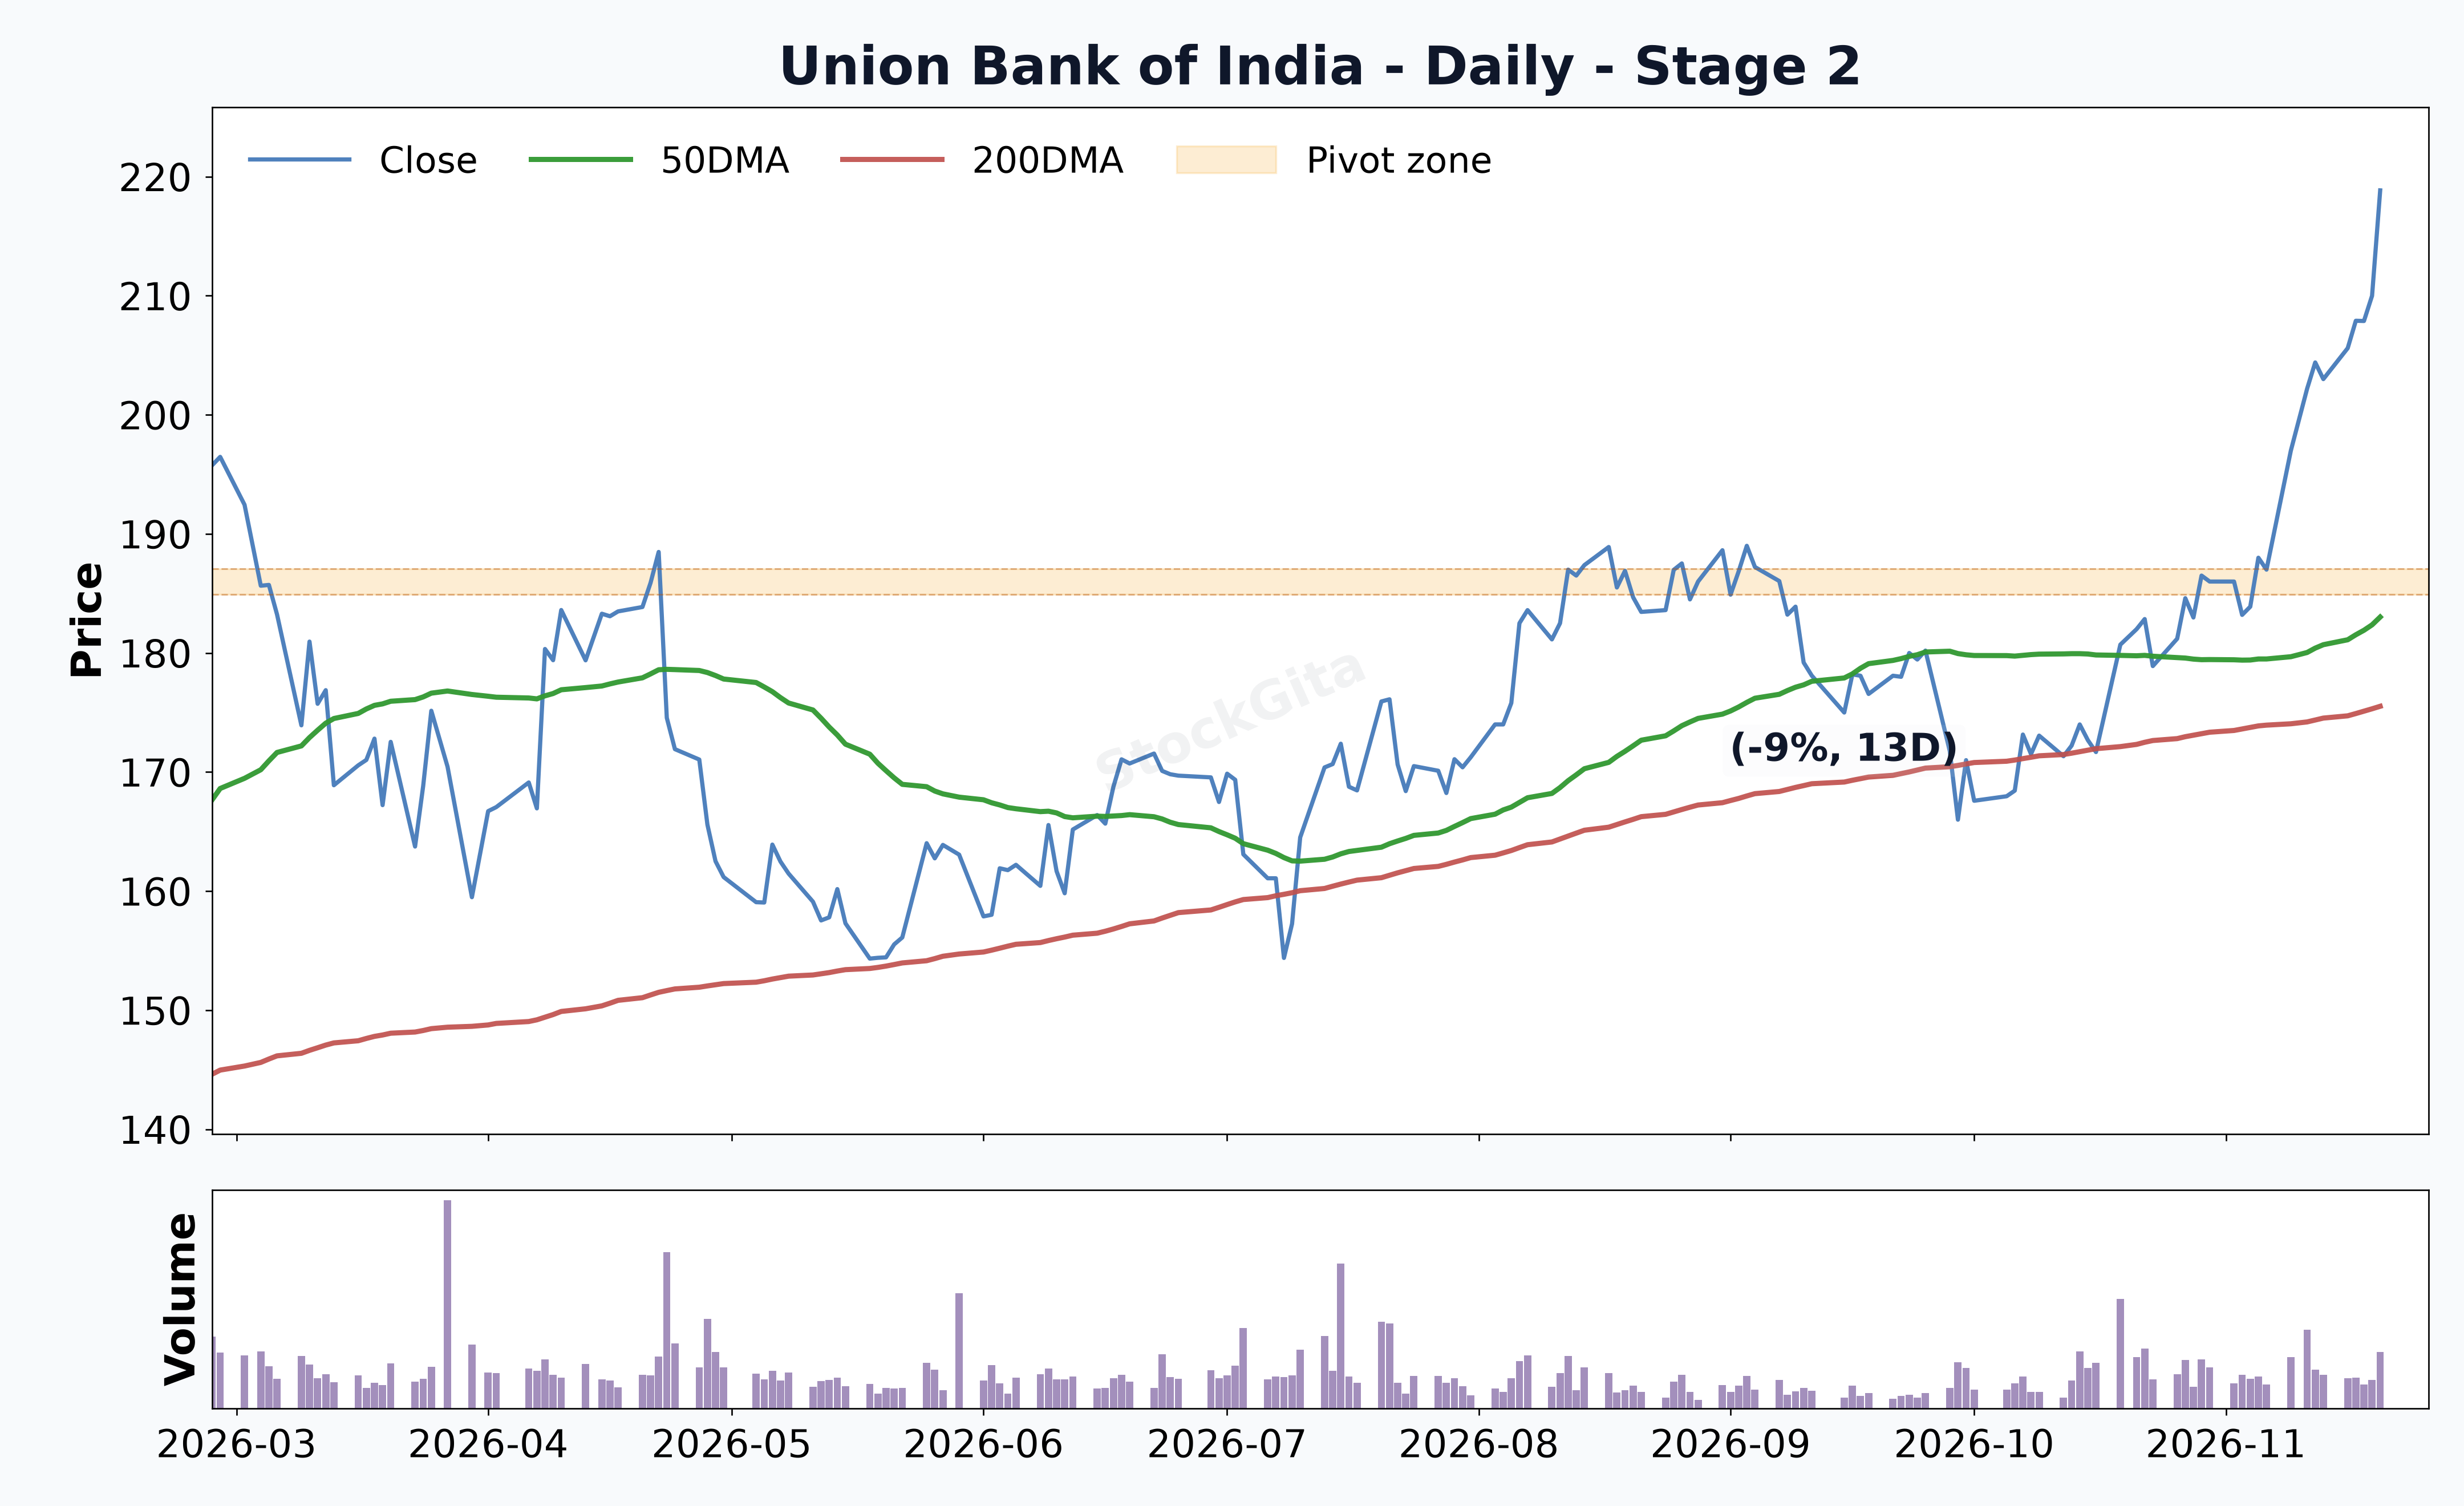 Union Bank of India - Daily - Stage 2
Close 50DMA 200DMA Pivot zone
Price
220
210
200
190
180
170
160
150
140
StockGita
(-9%, 13D)
Volume
2026-03 2026-04 2026-05 2026-06 2026-07 2026-08 2026-09 2026-10 2026-11